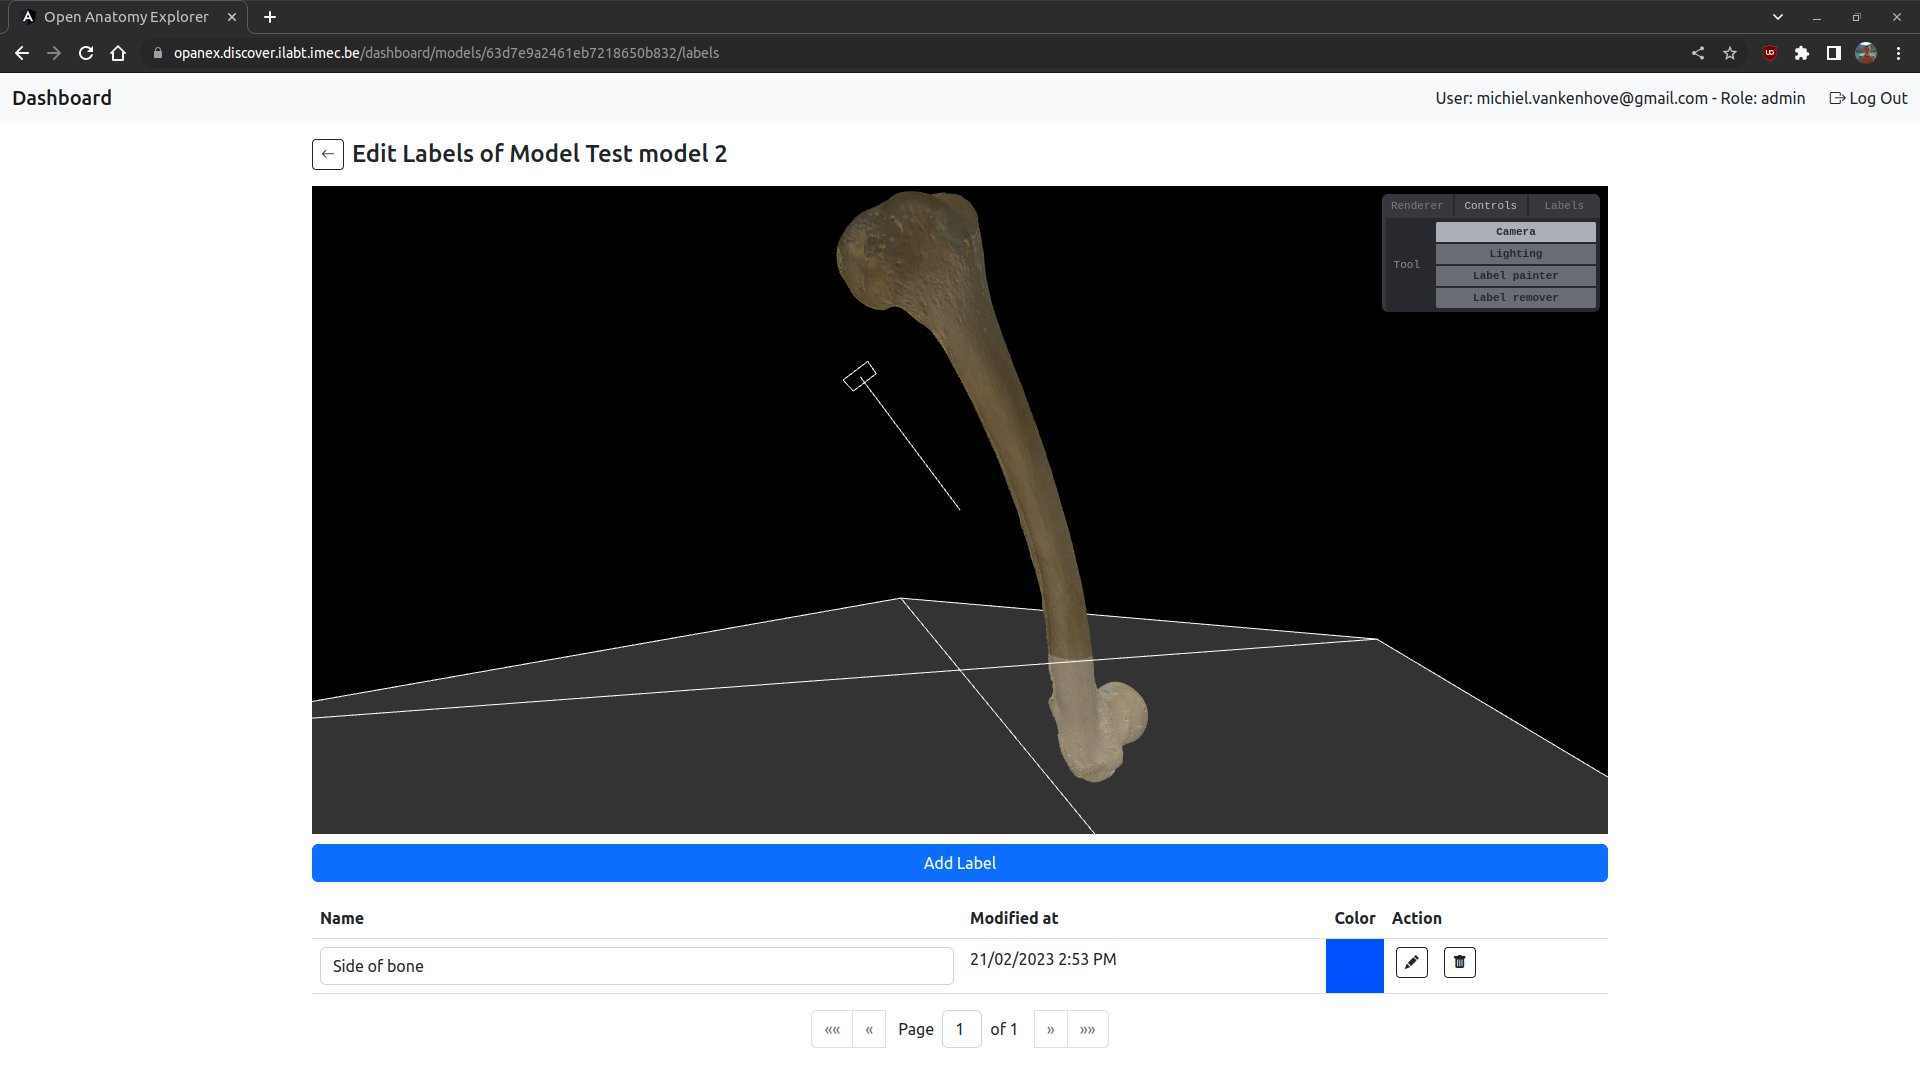 Open Anatomy Explorer
opanex.discover.ilabt.imec.be/dashboard/models/63d7e9a2461eb7218650b832/labels
Dashboard
User: michiel.vankenhove@gmail.com - Role: admin
Log Out
Edit Labels of Model Test model 2
Renderer Controls Labels
Tool
Camera
Lighting
Label painter
Label remover
Add Label
Name Modified at Color Action
Side of bone 21/02/2023 2:53 PM
«« « Page 1 of 1 » »»